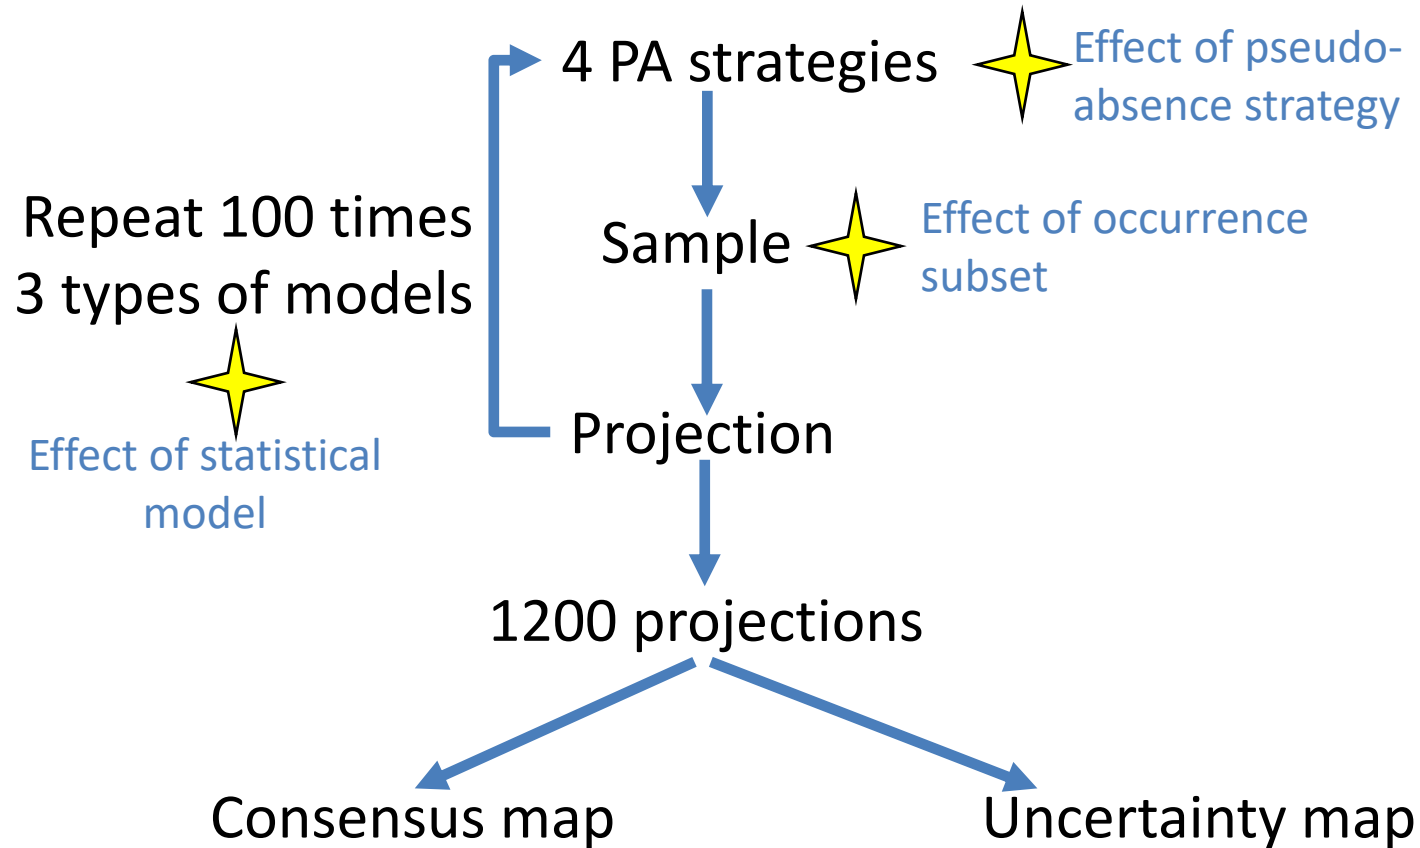 4 PA strategies
Effect of pseudo-
absence strategy
Repeat 100 times
3 types of models
Sample
Effect of occurrence
subset
Effect of statistical
model
Projection
1200 projections
Consensus map
Uncertainty map